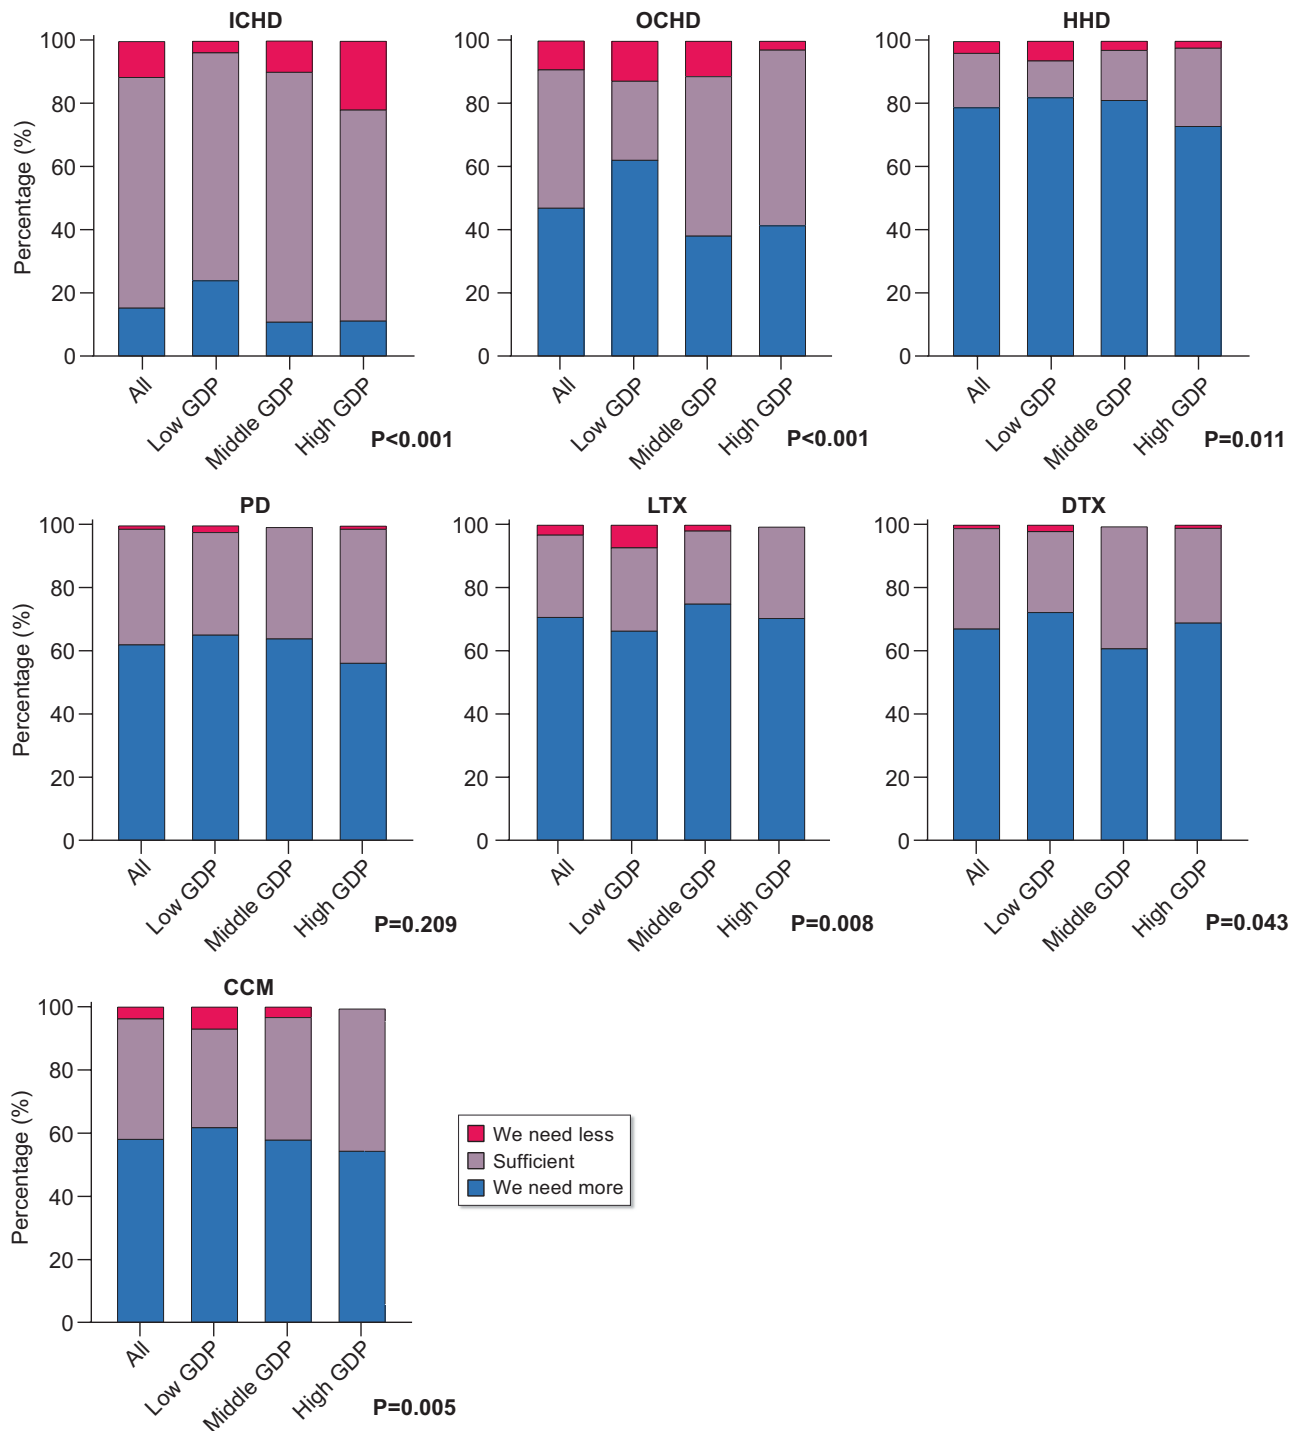 ICHD
Percentage (%)
100
80
60
40
20
0
All
Low GDP
Middle GDP
High GDP
P<0.001
OCHD
100
80
60
40
20
0
All
Low GDP
Middle GDP
High GDP
P<0.001
HHD
100
80
60
40
20
0
All
Low GDP
Middle GDP
High GDP
P=0.011
PD
Percentage (%)
100
80
60
40
20
0
All
Low GDP
Middle GDP
High GDP
P=0.209
LTX
100
80
60
40
20
0
All
Low GDP
Middle GDP
High GDP
P=0.008
DTX
100
80
60
40
20
0
All
Low GDP
Middle GDP
High GDP
P=0.043
CCM
Percentage (%)
100
80
60
40
20
0
All
Low GDP
Middle GDP
High GDP
P=0.005
We need less
Sufficient
We need more